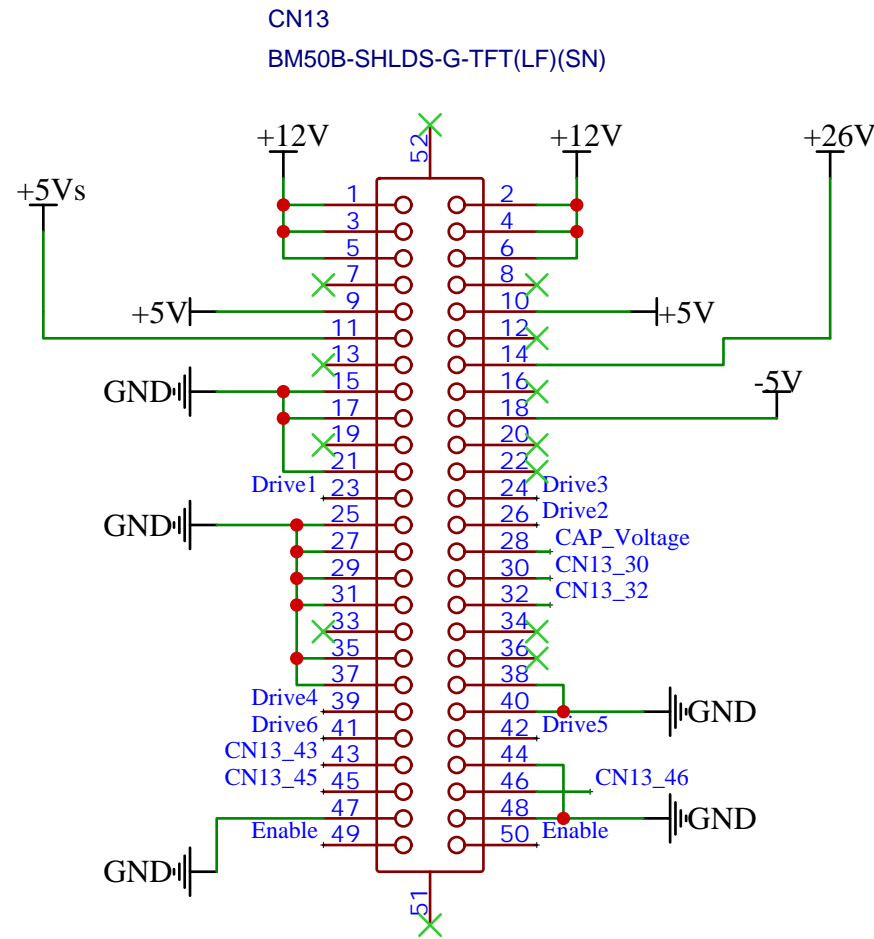 CN13
BM50B-SHLDS-G-TFT(LF)(SN)
52
+12V +12V +26V
+5Vs
1 2
3 4
5 6
7 8
+5V 9 10 +5V
11 12
13 14
GND 15 16 -5V
17 18
19 20
21 22
Drive1 23 24 Drive3
GND 25 26 Drive2
27 28 CAP_Voltage
29 30 CN13_30
31 32 CN13_32
33 34
35 36
37 38
Drive4 39 40 GND
Drive6 41 42 Drive5
CN13_43 43 44
CN13_45 45 46 CN13_46
47 48 GND
Enable 49 50 Enable
GND
51